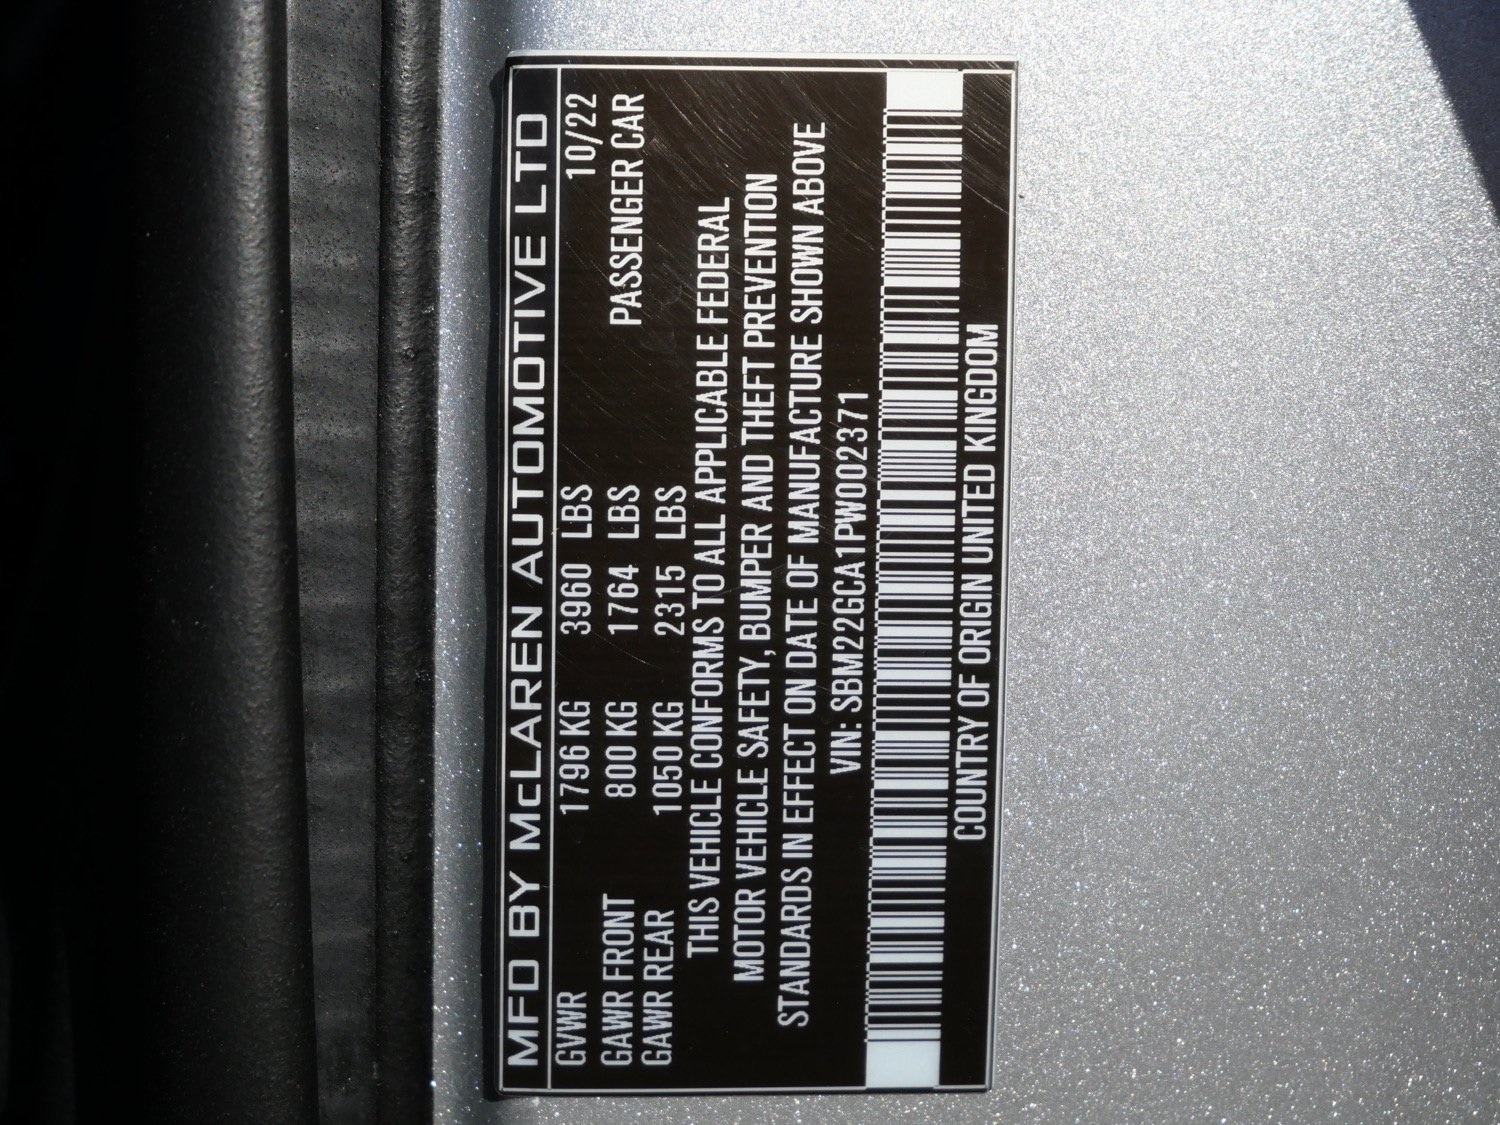 MFD BY McLAREN AUTOMOTIVE LTD
10/22
GVWR 1796 KG 3960 LBS PASSENGER CAR
GAWR FRONT 800 KG 1764 LBS
GAWR REAR 1050 KG 2315 LBS
THIS VEHICLE CONFORMS TO ALL APPLICABLE FEDERAL
MOTOR VEHICLE SAFETY, BUMPER AND THEFT PREVENTION
STANDARDS IN EFFECT ON DATE OF MANUFACTURE SHOWN ABOVE
VIN: SBM22GCA1PW002371
COUNTRY OF ORIGIN UNITED KINGDOM